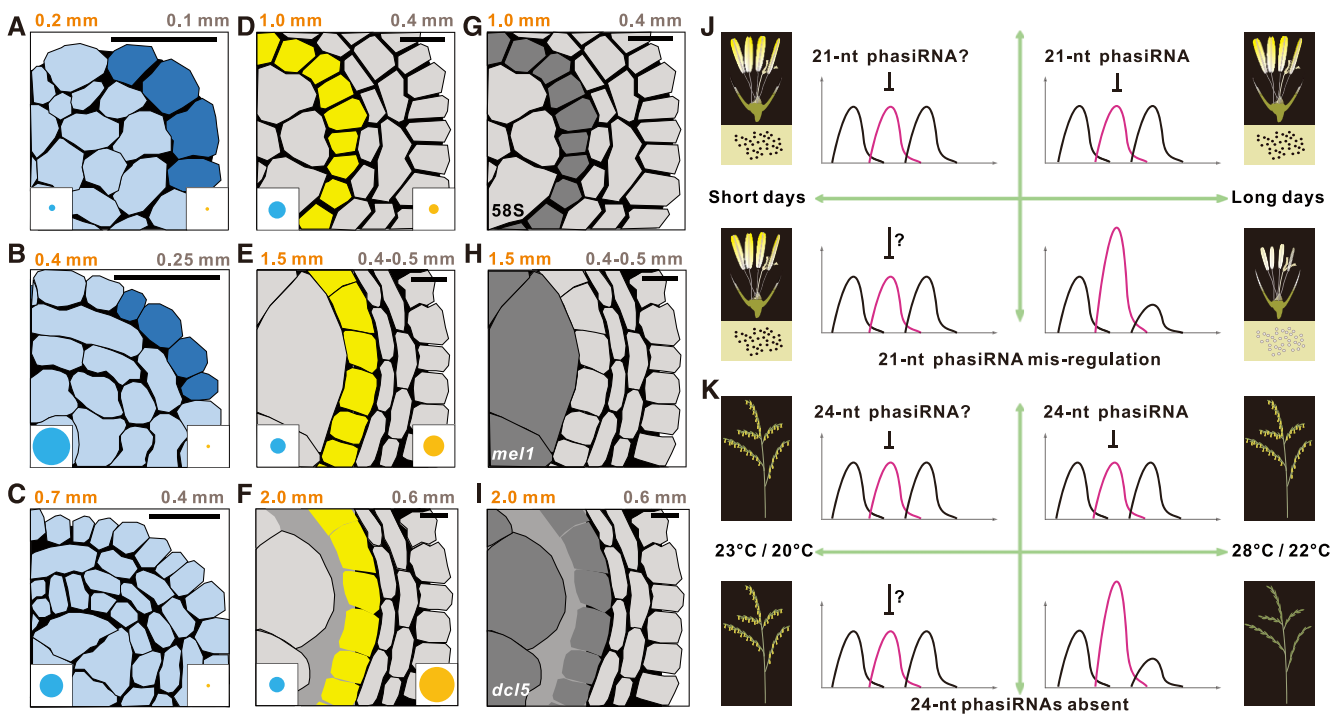 A
0.2 mm
0.1 mm
B
0.4 mm
0.25 mm
C
0.7 mm
0.4 mm
D
1.0 mm
0.4 mm
E
1.5 mm
0.4-0.5 mm
F
2.0 mm
0.6 mm
G
1.0 mm
0.4 mm
58S
H
1.5 mm
0.4-0.5 mm
mel1
I
2.0 mm
0.6 mm
dcl5
J
21-nt phasiRNA?
21-nt phasiRNA
Short days
Long days
?
21-nt phasiRNA mis-regulation
K
24-nt phasiRNA?
24-nt phasiRNA
23°C / 20°C
28°C / 22°C
?
24-nt phasiRNAs absent